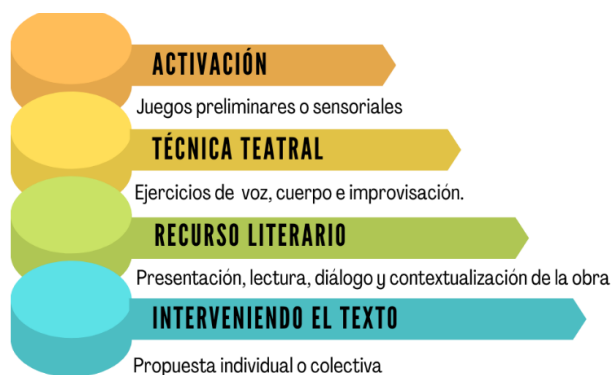 ACTIVACIÓN
Juegos preliminares o sensoriales
TÉCNICA TEATRAL
Ejercicios de voz, cuerpo e improvisación.
RECURSO LITERARIO
Presentación, lectura, diálogo y contextualización de la obra
INTERVENIENDO EL TEXTO
Propuesta individual o colectiva